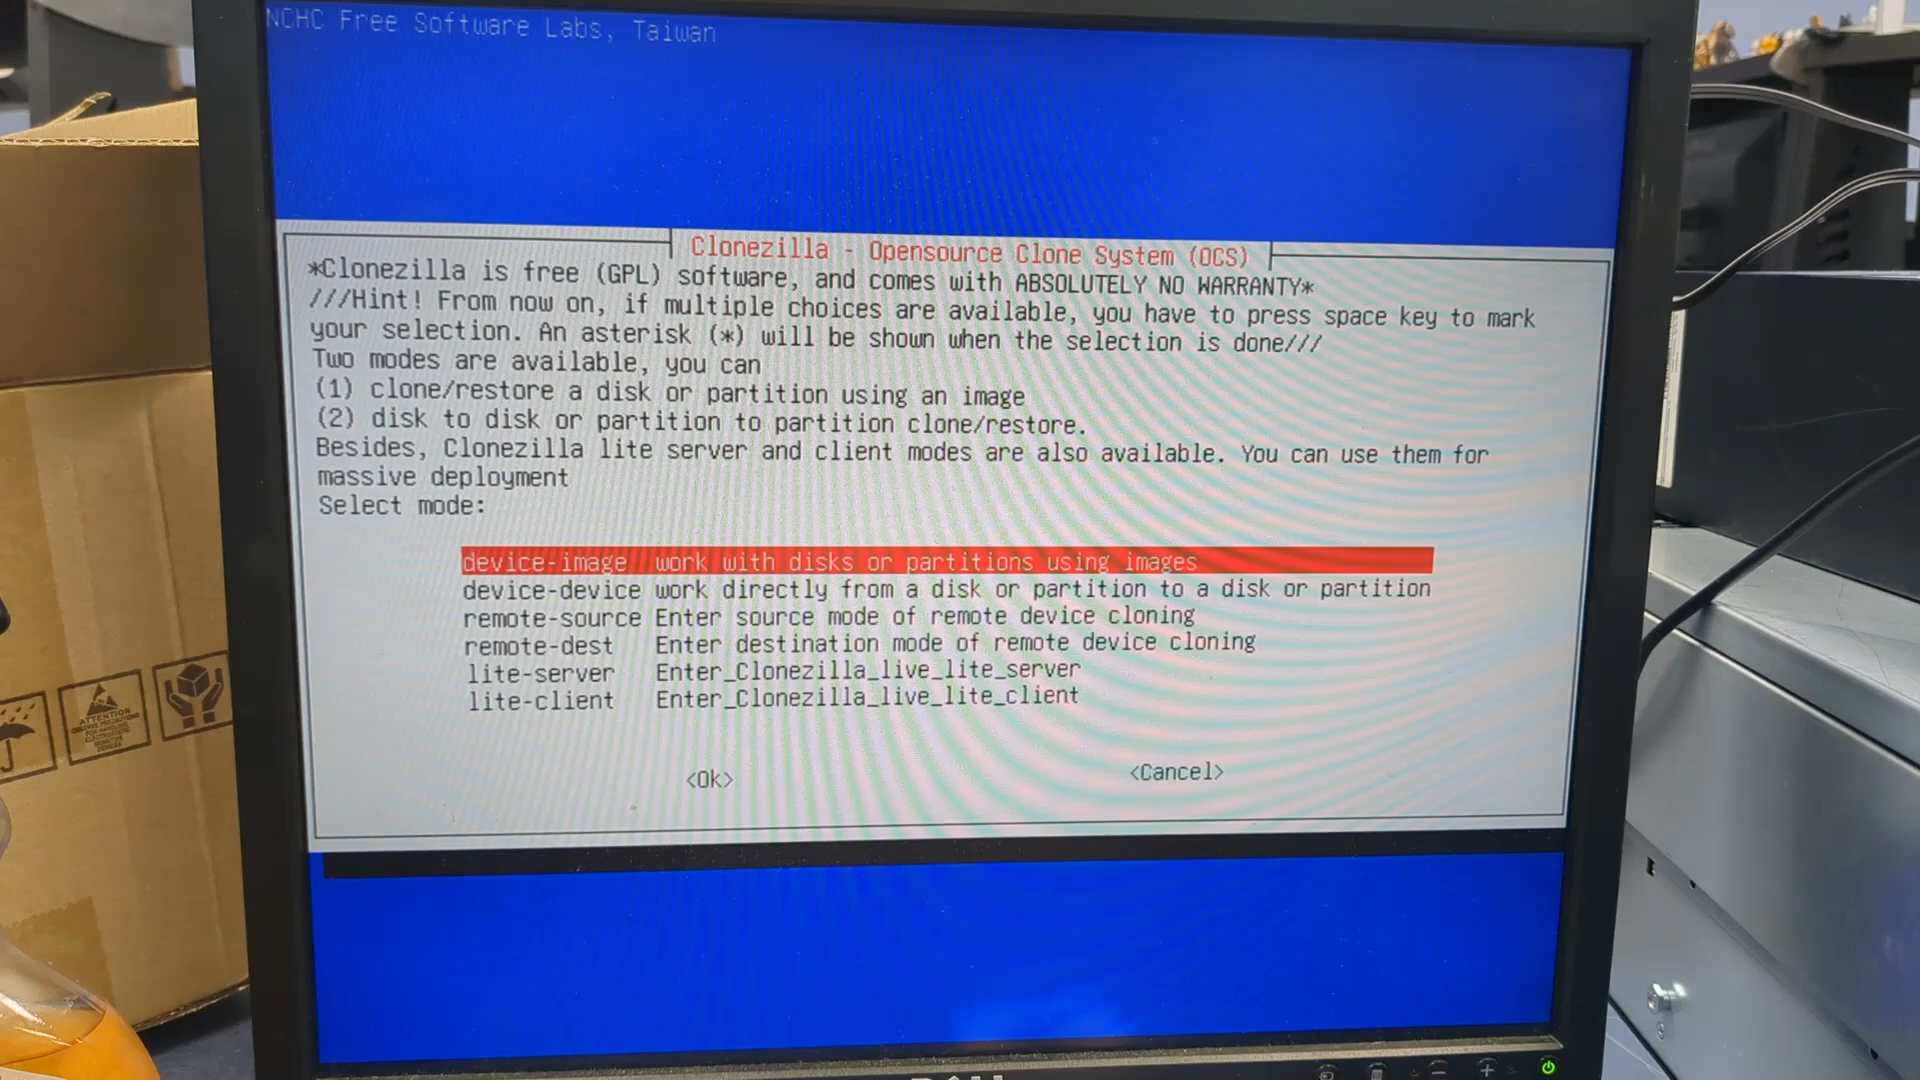 NCHC Free Software Labs, Taiwan
Clonezilla - Opensource Clone System (OCS)
*Clonezilla is free (GPL) software, and comes with ABSOLUTELY NO WARRANTY*
///Hint! From now on, if multiple choices are available, you have to press space key to mark
your selection. An asterisk (*) will be shown when the selection is done///
Two modes are available, you can
(1) clone/restore a disk or partition using an image
(2) disk to disk or partition to partition clone/restore.
Besides, Clonezilla lite server and client modes are also available. You can use them for
massive deployment
Select mode:
device-image work with disks or partitions using images
device-device work directly from a disk or partition to a disk or partition
remote-source Enter source mode of remote device cloning
remote-dest Enter destination mode of remote device cloning
lite-server Enter_Clonezilla_live_lite_server
lite-client Enter_Clonezilla_live_lite_client
<Ok> <Cancel>
ATTENTION